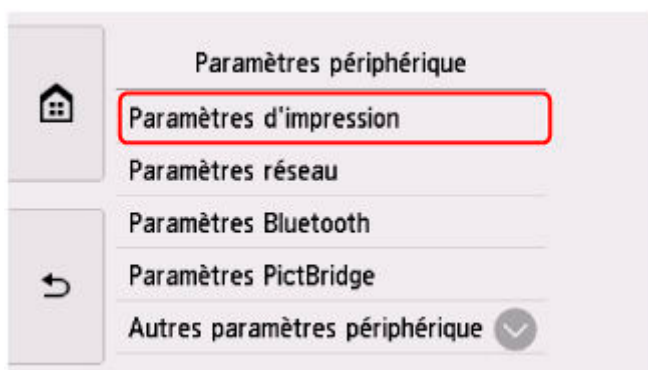 Paramètres périphérique
Paramètres d'impression
Paramètres réseau
Paramètres Bluetooth
Paramètres PictBridge
Autres paramètres périphérique